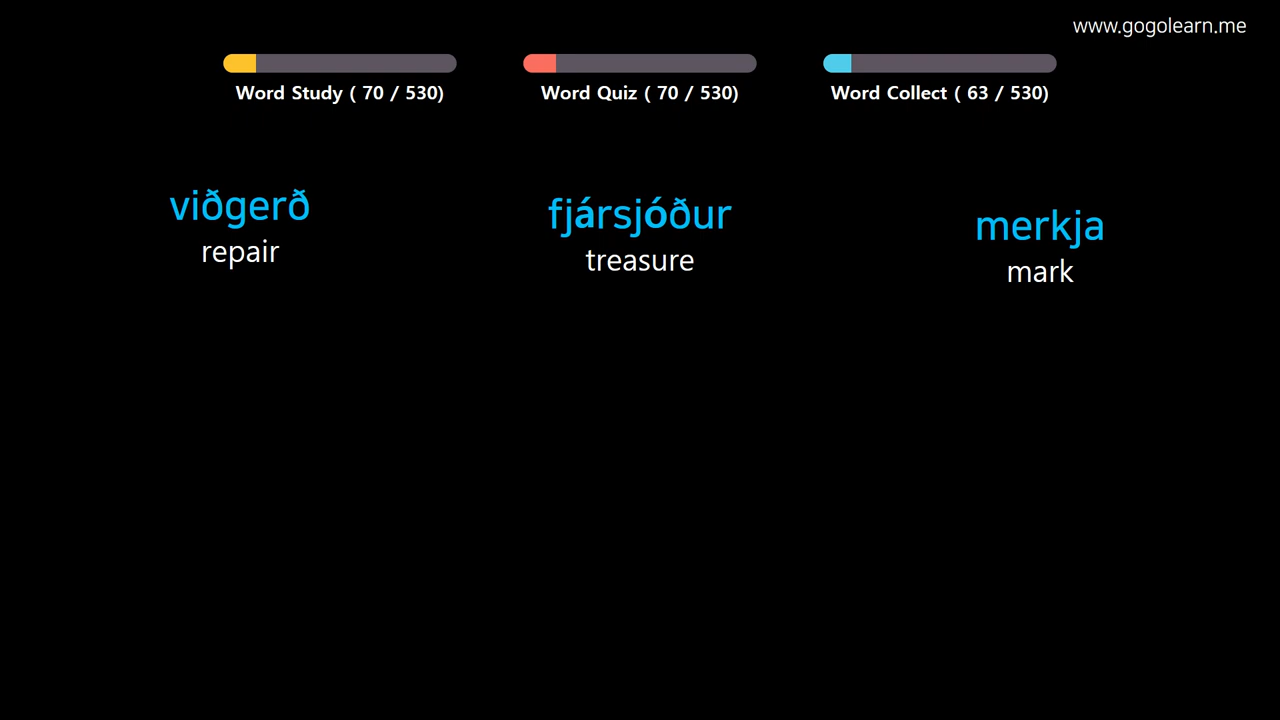 www.gogolearn.me
Word Study ( 70 / 530)
Word Quiz ( 70 / 530)
Word Collect ( 63 / 530)
viðgerð
repair
fjársjóður
treasure
merkja
mark